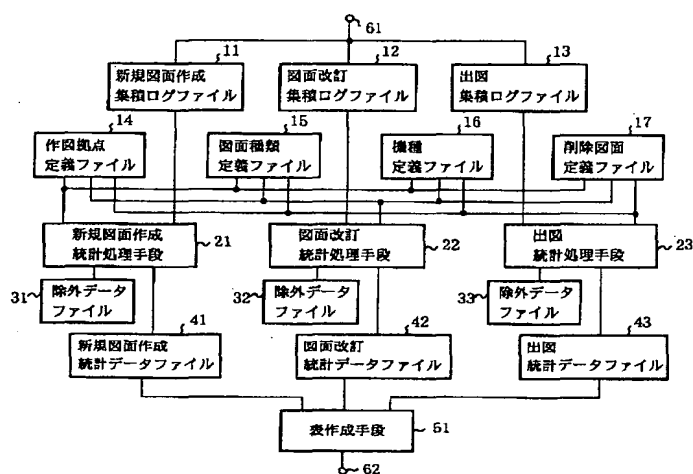 61
11
新規図面作成
集積ログファイル
12
図面改訂
集積ログファイル
13
出図
集積ログファイル
14
作図拠点
定義ファイル
15
図面種類
定義ファイル
16
機種
定義ファイル
17
削除図面
定義ファイル
新規図面作成
統計処理手段
21
図面改訂
統計処理手段
22
出図
統計処理手段
23
31
除外データ
ファイル
32
除外データ
ファイル
33
除外データ
ファイル
41
新規図面作成
統計データファイル
42
図面改訂
統計データファイル
43
出図
統計データファイル
表作成手段
51
62